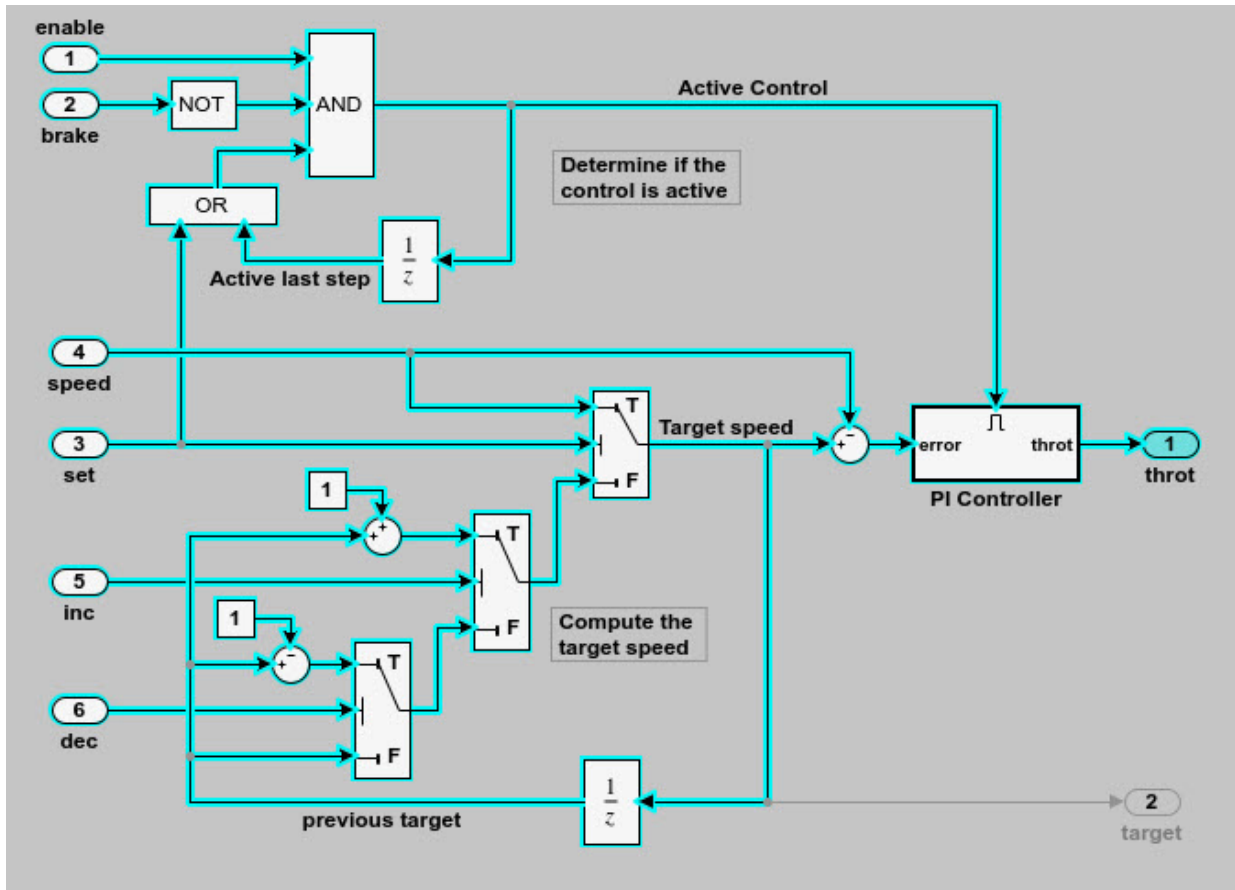 enable
1
2
brake
NOT
AND
Active Control
Determine if the
control is active
OR
1
z
Active last step
4
speed
3
set
T
F
Target speed
+ −
error
throt
PI Controller
1
throt
1
+ +
T
F
5
inc
Compute the
target speed
1
+ −
T
F
6
dec
1
z
previous target
2
target